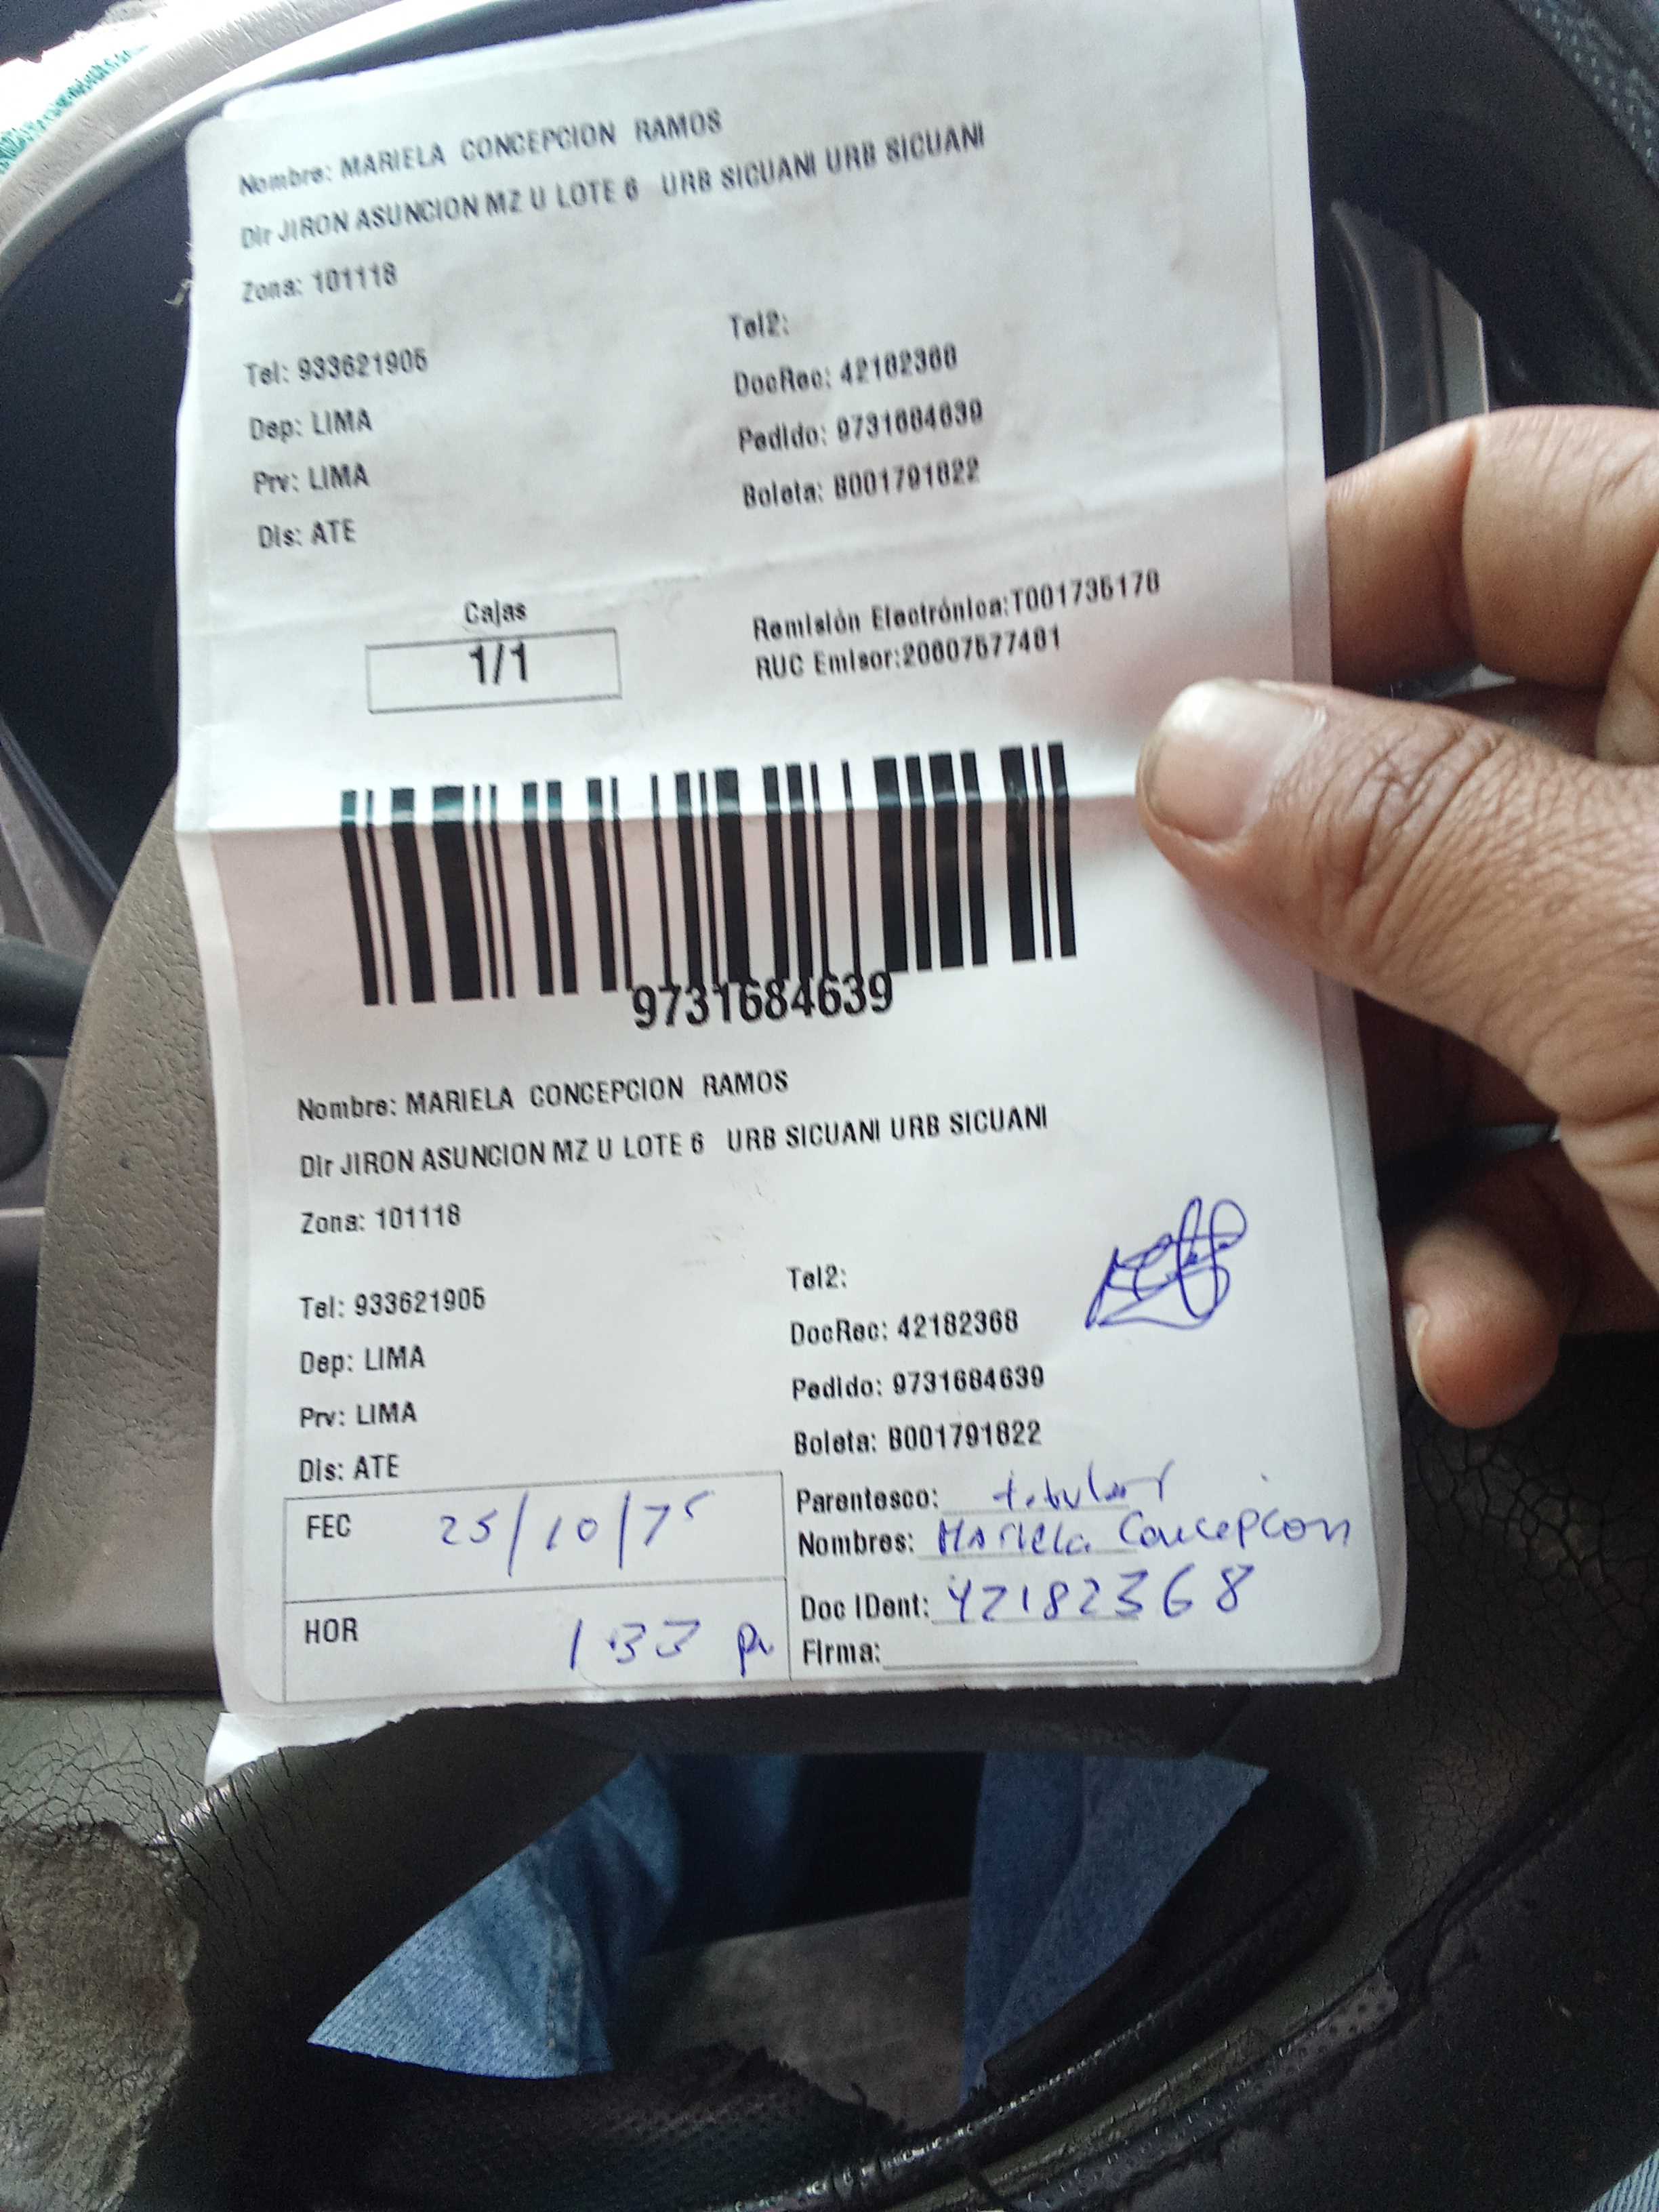 Nombre: MARIELA CONCEPCION RAMOS
Dir JIRON ASUNCION MZ U LOTE 6 URB SICUANI URB SICUANI
Zona: 101118
Tel: 933621905
Tel2:
Dep: LIMA
DocRec: 42182368
Prv: LIMA
Pedido: 9731684639
Dis: ATE
Boleta: B001791822
Cajas
1/1
Remisión Electrónica:T001735178
RUC Emisor:20607577481
9731684639
Nombre: MARIELA CONCEPCION RAMOS
Dir JIRON ASUNCION MZ U LOTE 6 URB SICUANI URB SICUANI
Zona: 101118
Tel: 933621905
Tel2:
Dep: LIMA
DocRec: 42182368
Prv: LIMA
Pedido: 9731684639
Dis: ATE
Boleta: B001791822
FEC 25/10/75
Parentesco: titular
Nombres: Mariela Concepcion
HOR 1 33 p
Doc IDent: 42182368
Firma: